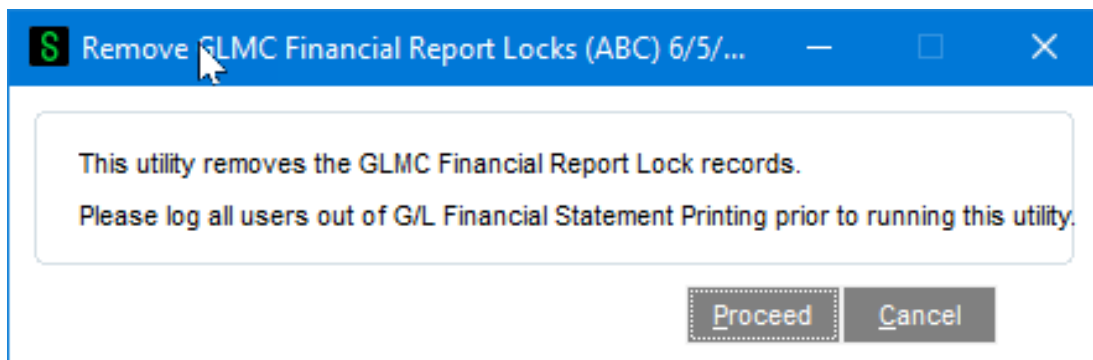 Remove GLMC Financial Report Locks (ABC) 6/5/...
This utility removes the GLMC Financial Report Lock records.
Please log all users out of G/L Financial Statement Printing prior to running this utility.
Proceed Cancel